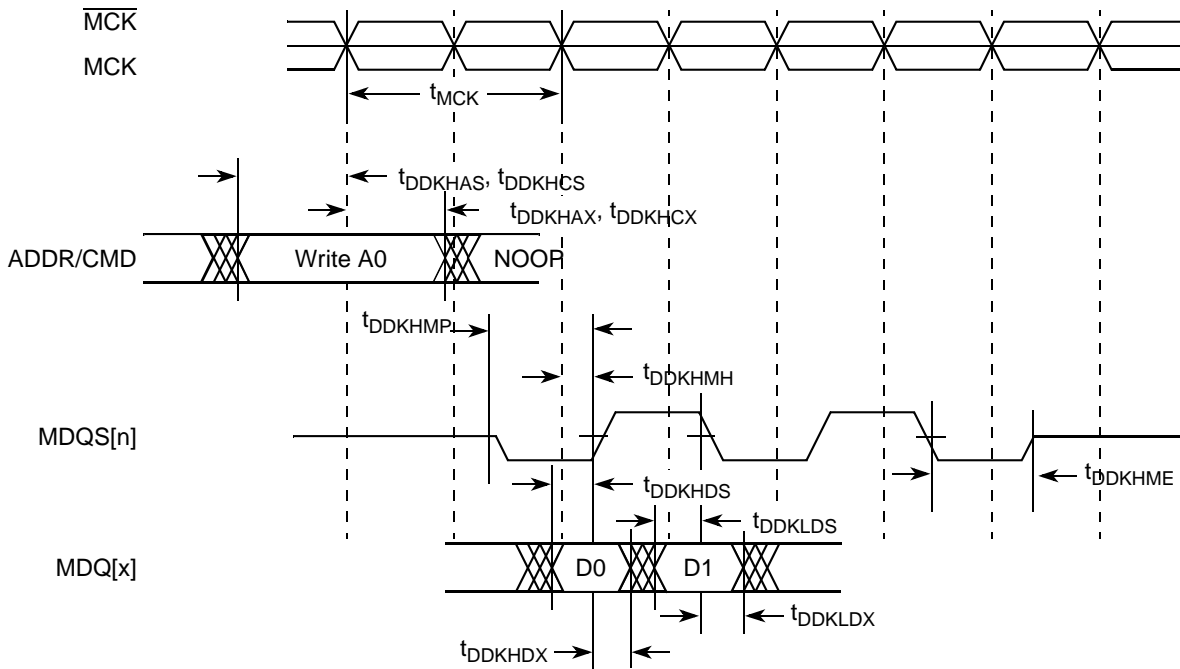 MCK
MCK
tMCK
tDDKHAS, tDDKHCS
tDDKHAX, tDDKHCX
ADDR/CMD
Write A0
NOOP
tDDKHMP
tDDKHMH
MDQS[n]
tDDKHME
tDDKHDS
tDDKLDS
MDQ[x]
D0
D1
tDDKLDX
tDDKHDX